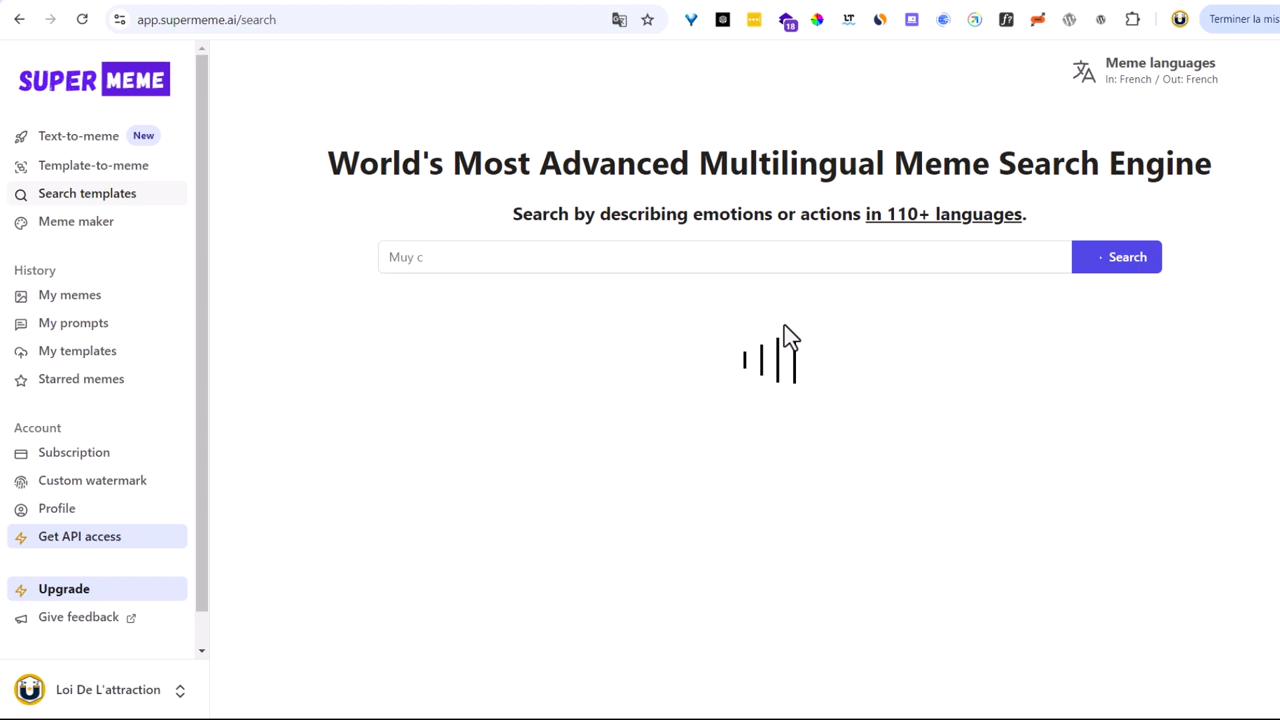 app.supermeme.ai/search
18
LT
f?
Terminer la mis
SUPER MEME
Text-to-meme New
Template-to-meme
Search templates
Meme maker
History
My memes
My prompts
My templates
Starred memes
Account
Subscription
Custom watermark
Profile
Get API access
Upgrade
Give feedback
Loi De L'attraction
Meme languages
In: French / Out: French
World's Most Advanced Multilingual Meme Search Engine
Search by describing emotions or actions in 110+ languages.
Muy c
Search